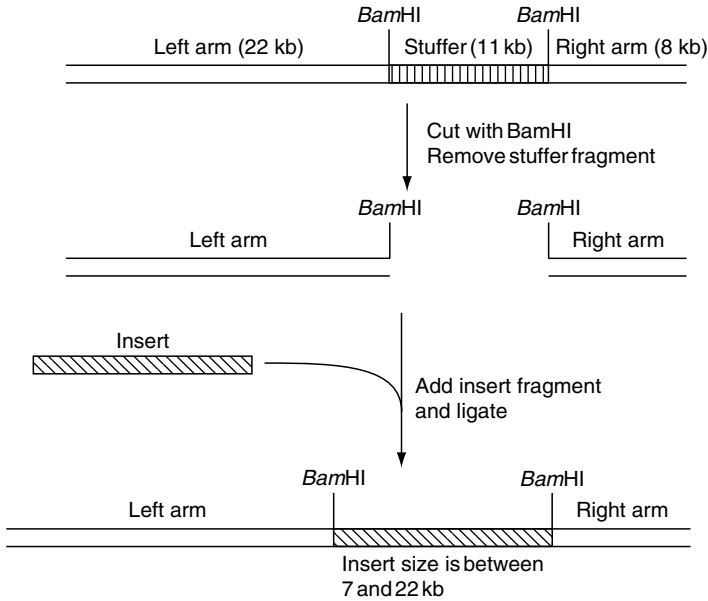 BamHI BamHI
Left arm (22 kb) Stuffer (11 kb) Right arm (8 kb)
Cut with BamHI
Remove stuffer fragment
BamHI BamHI
Left arm Right arm
Insert
Add insert fragment
and ligate
BamHI BamHI
Left arm Right arm
Insert size is between
7 and 22 kb